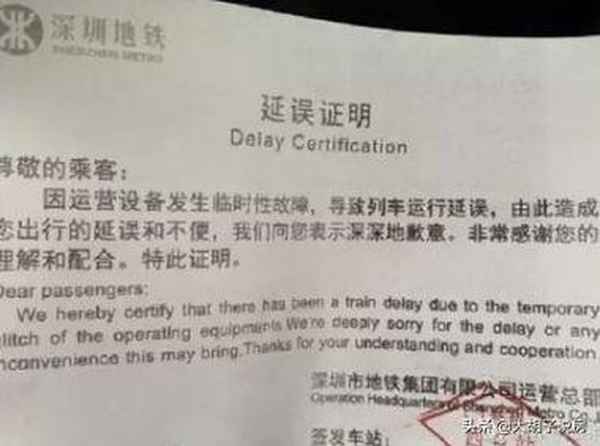 深圳地铁
SHENZHEN METRO
延误证明
Delay Certification
尊敬的乘客：
因运营设备发生临时性故障，导致列车运行延误，由此造成
您出行的延误和不便，我们向您表示深深地歉意。非常感谢您的
理解和配合。特此证明。
Dear passengers:
We hereby certify that there has been a train delay due to the temporary
glitch of the operating equipments.We're deeply sorry for the delay or any
inconvenience this may bring.Thanks for your understanding and cooperation.
深圳市地铁集团有限公司运营总部
Operation Headquarters of Shenzhen Metro Co.,
签发车站：
头条 @大胡子说房